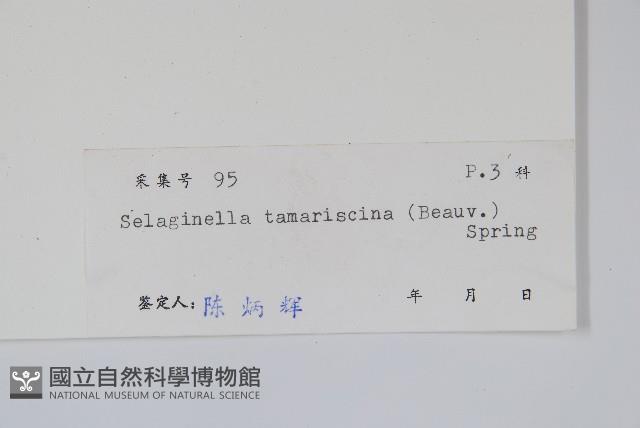 采集号 95 P.3 科
Selaginella tamariscina (Beauv.)
Spring
鉴定人: 陈炳辉 年 月 日
國立自然科學博物館
NATIONAL MUSEUM OF NATURAL SCIENCE